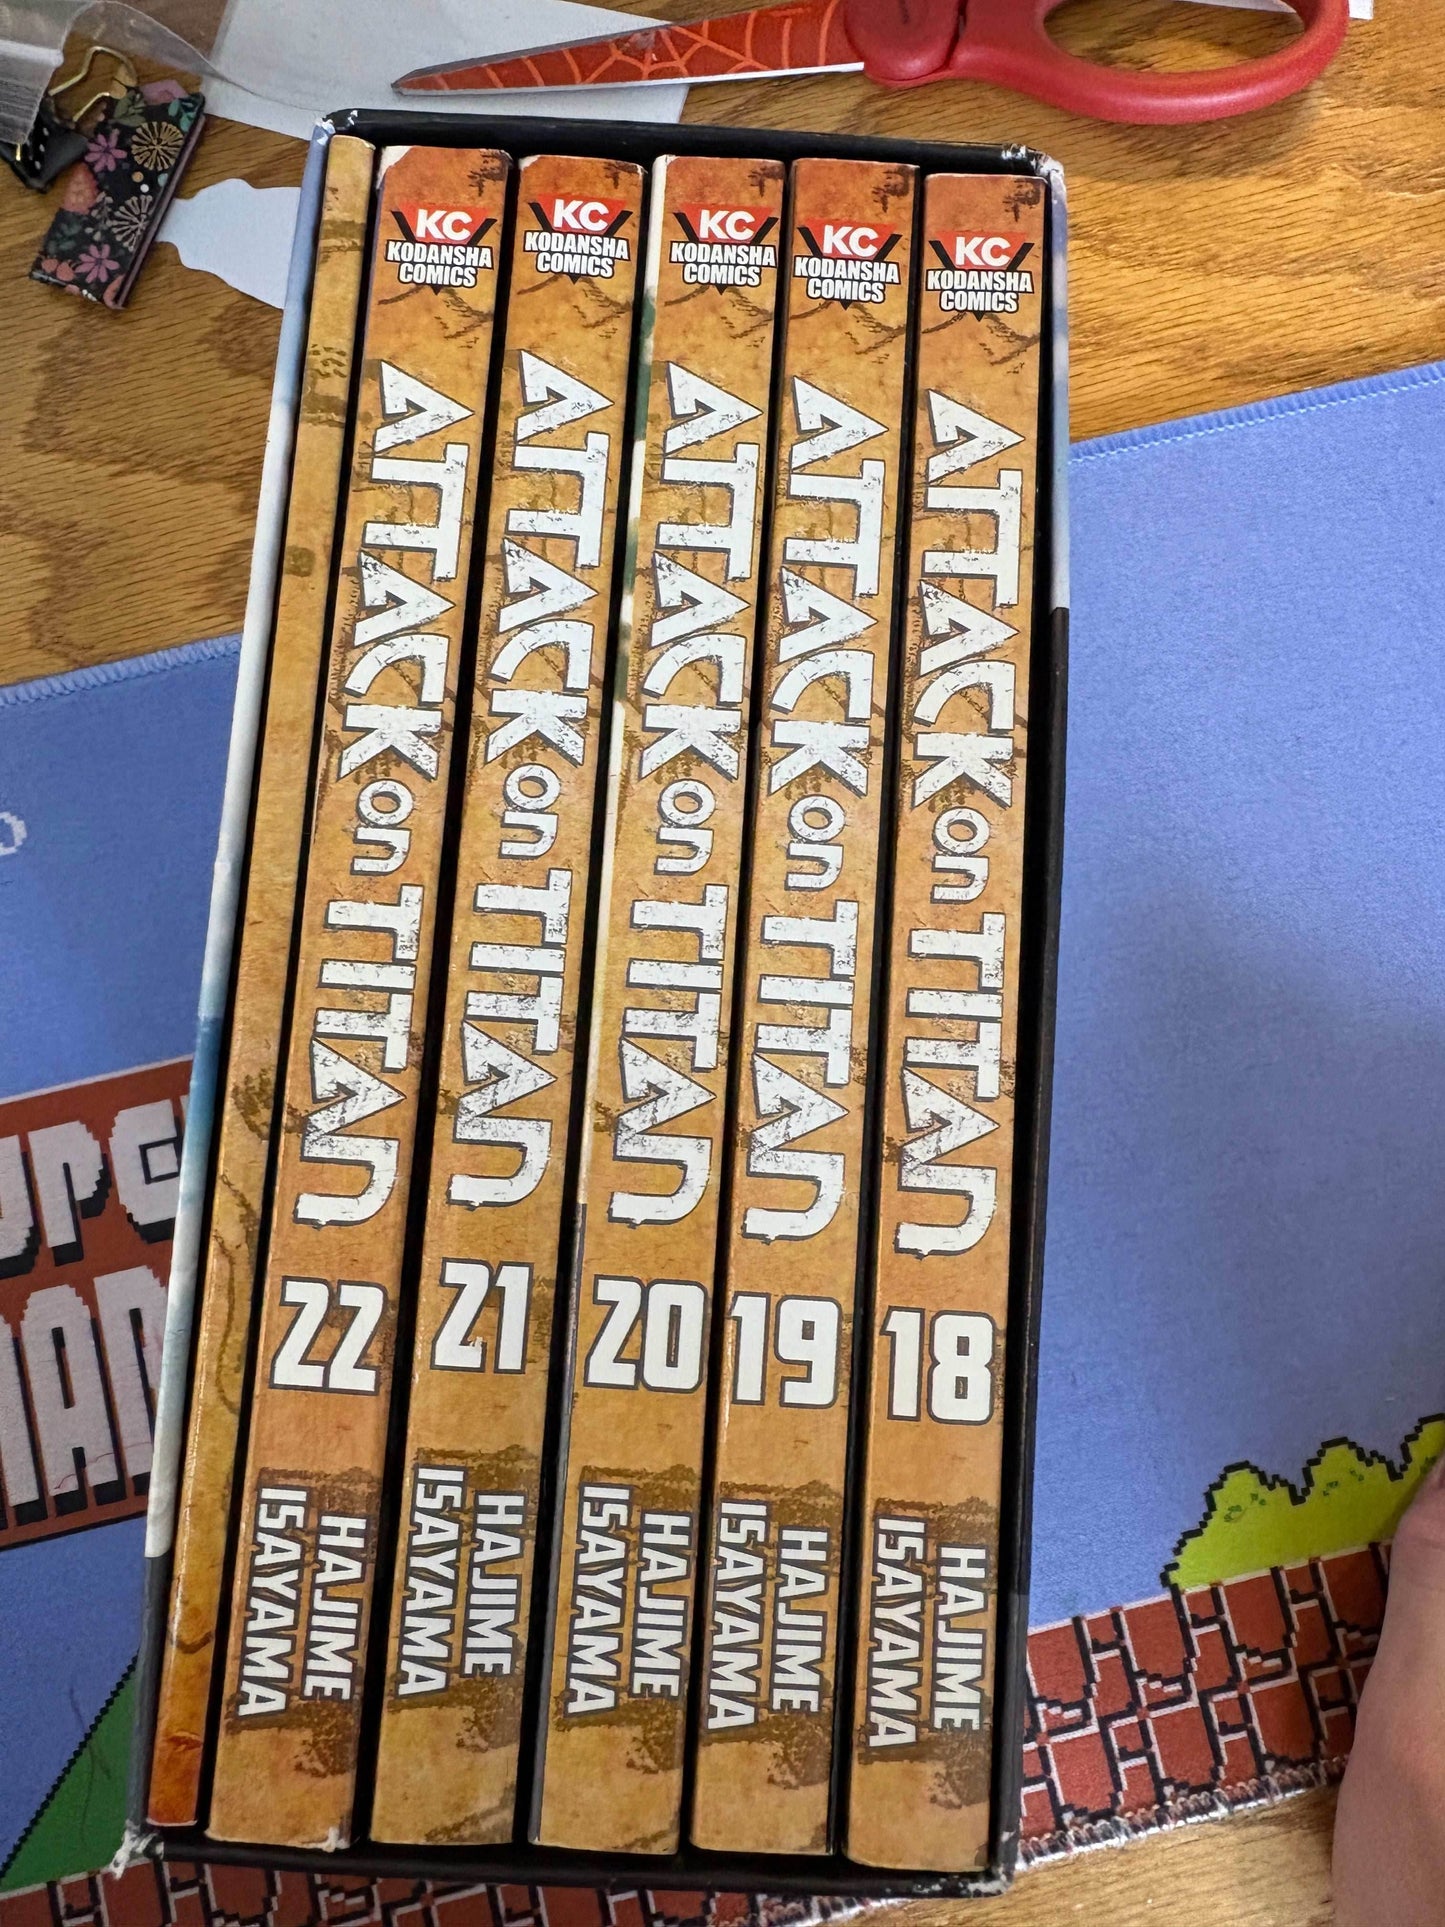 KC
KODANSHA
COMICS
ATTACK on TITAN
22
HAJIME
ISAYAMA
KC
KODANSHA
COMICS
ATTACK on TITAN
21
HAJIME
ISAYAMA
KC
KODANSHA
COMICS
ATTACK on TITAN
20
HAJIME
ISAYAMA
KC
KODANSHA
COMICS
ATTACK on TITAN
19
HAJIME
ISAYAMA
KC
KODANSHA
COMICS
ATTACK on TITAN
18
HAJIME
ISAYAMA